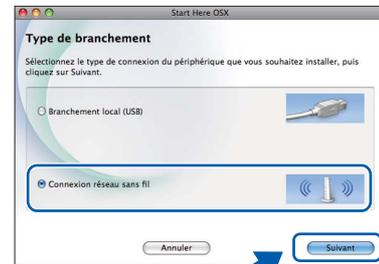 Start Here OSX
Type de branchement
Sélectionnez le type de connexion du périphérique que vous souhaitez installer, puis
cliquez sur Suivant.
Branchement local (USB)
Connexion réseau sans fil
Annuler
Suivant